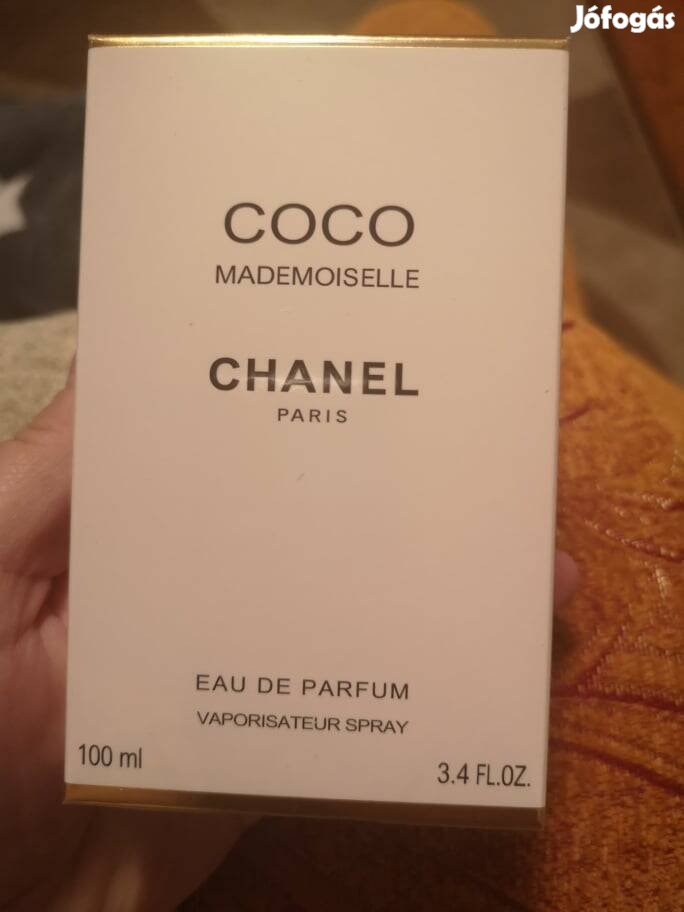 Jófogás
COCO
MADEMOISELLE
CHANEL
PARIS
EAU DE PARFUM
VAPORISATEUR SPRAY
100 ml
3.4 FL.OZ.